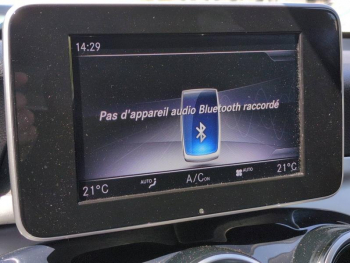 14:29
Pas d'appareil audio Bluetooth raccordé
21°C AUTO A/C ON AUTO 21°C